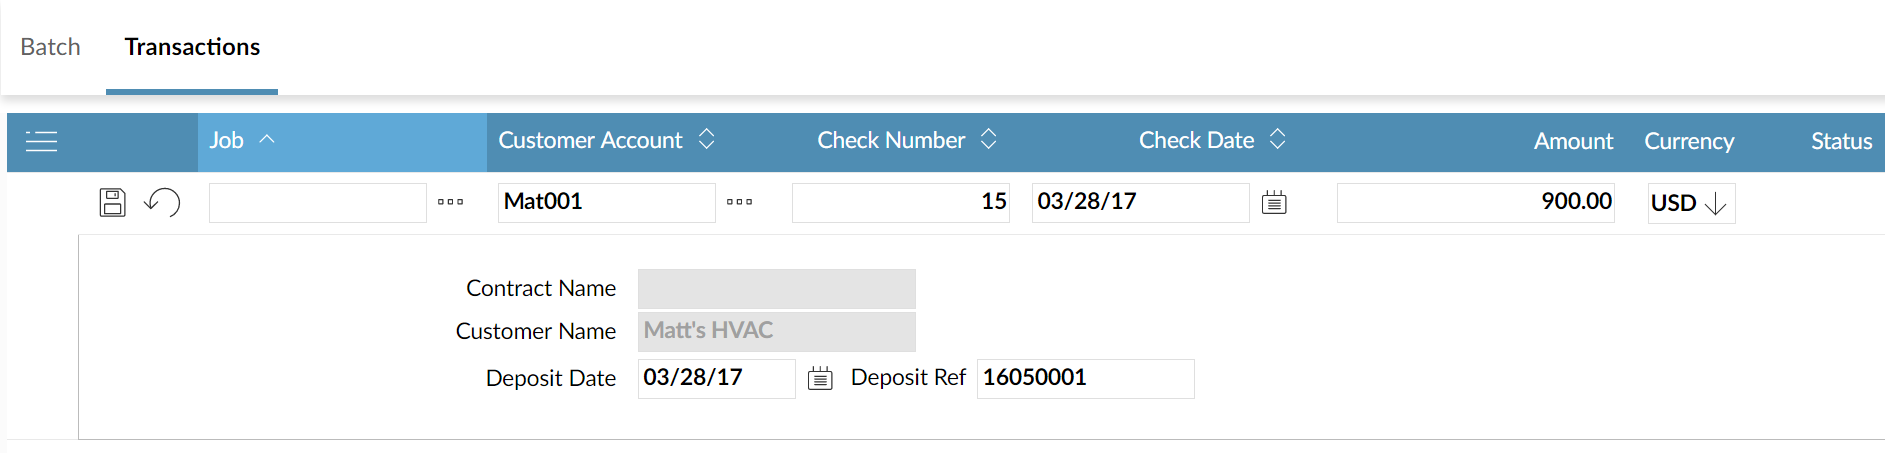 Batch Transactions
Job Customer Account Check Number Check Date Amount Currency Status
Mat001 15 03/28/17 900.00 USD
Contract Name
Customer Name Matt's HVAC
Deposit Date 03/28/17 Deposit Ref 16050001